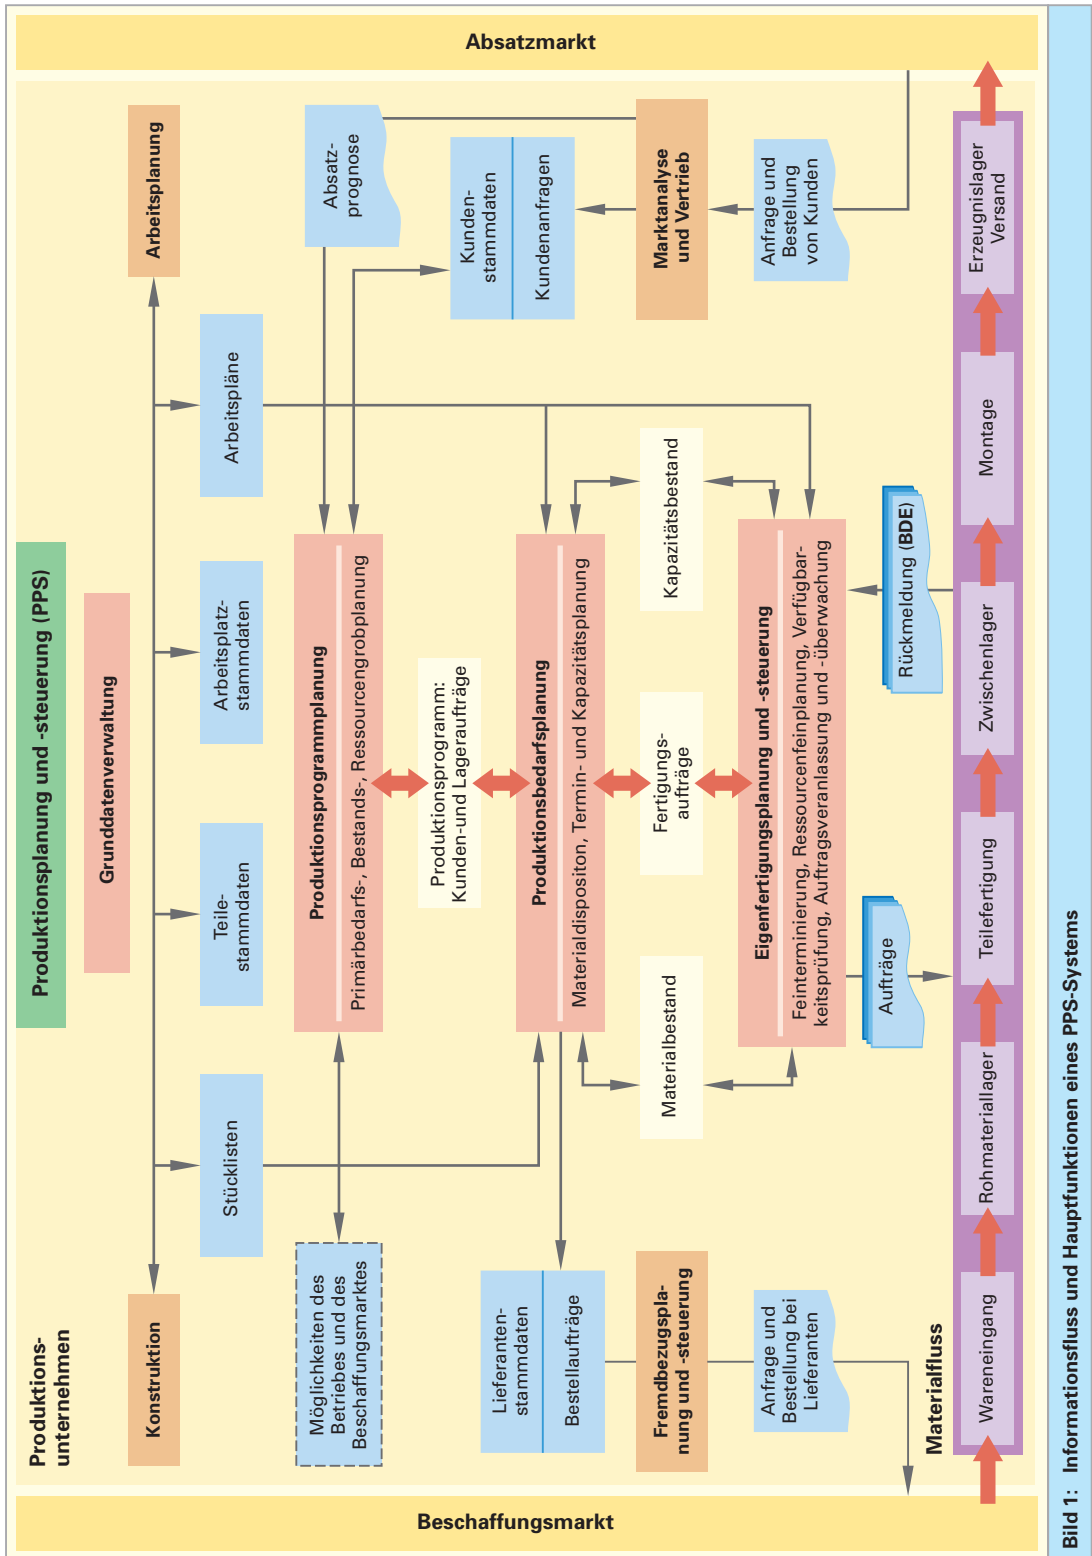 Produktions-
unternehmen
Produktionsplanung und -steuerung (PPS)
Grunddatenverwaltung
Konstruktion
Arbeitsplanung
Stücklisten
Teile-
stammdaten
Arbeitsplatz-
stammdaten
Arbeitspläne
Möglichkeiten des
Betriebes und des
Beschaffungsmarktes
Produktionsprogrammplanung
Primärbedarfs-, Bestands-, Ressourcengrobplanung
Absatz-
prognose
Produktionsprogramm:
Kunden-und Lageraufträge
Kunden-
stammdaten
Kundenanfragen
Lieferanten-
stammdaten
Bestellaufträge
Produktionsbedarfsplanung
Materialdispositon, Termin- und Kapazitätsplanung
Fremdbezugspla-
nung und -steuerung
Materialbestand
Fertigungs-
aufträge
Kapazitätsbestand
Marktanalyse
und Vertrieb
Anfrage und
Bestellung bei
Lieferanten
Eigenfertigungsplanung und -steuerung
Feinterminierung, Ressourcenfeinplanung, Verfügbar-
keitsprüfung, Auftragsveranlassung und -überwachung
Anfrage und
Bestellung
von Kunden
Aufträge
Rückmeldung (BDE)
Materialfluss
Wareneingang
Rohmateriallager
Teilefertigung
Zwischenlager
Montage
Erzeugnislager
Versand
Beschaffungsmarkt
Absatzmarkt
Bild 1: Informationsfluss und Hauptfunktionen eines PPS-Systems